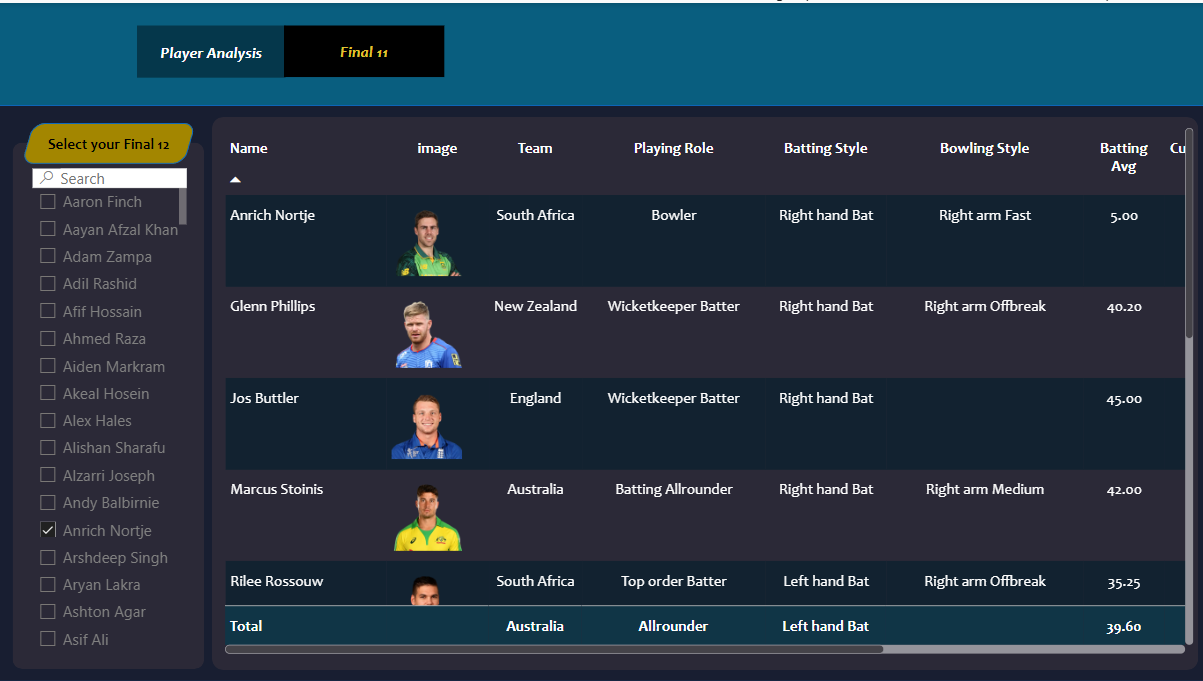 Player Analysis
Final 11
Select your Final 12
Search
Aaron Finch
Aayan Afzal Khan
Adam Zampa
Adil Rashid
Afif Hossain
Ahmed Raza
Aiden Markram
Akeal Hosein
Alex Hales
Alishan Sharafu
Alzarri Joseph
Andy Balbirnie
Anrich Nortje
Arshdeep Singh
Aryan Lakra
Ashton Agar
Asif Ali
Name image Team Playing Role Batting Style Bowling Style Batting Avg Cu
Anrich Nortje South Africa Bowler Right hand Bat Right arm Fast 5.00
Glenn Phillips New Zealand Wicketkeeper Batter Right hand Bat Right arm Offbreak 40.20
Jos Buttler England Wicketkeeper Batter Right hand Bat 45.00
Marcus Stoinis Australia Batting Allrounder Right hand Bat Right arm Medium 42.00
Rilee Rossouw South Africa Top order Batter Left hand Bat Right arm Offbreak 35.25
Total Australia Allrounder Left hand Bat 39.60